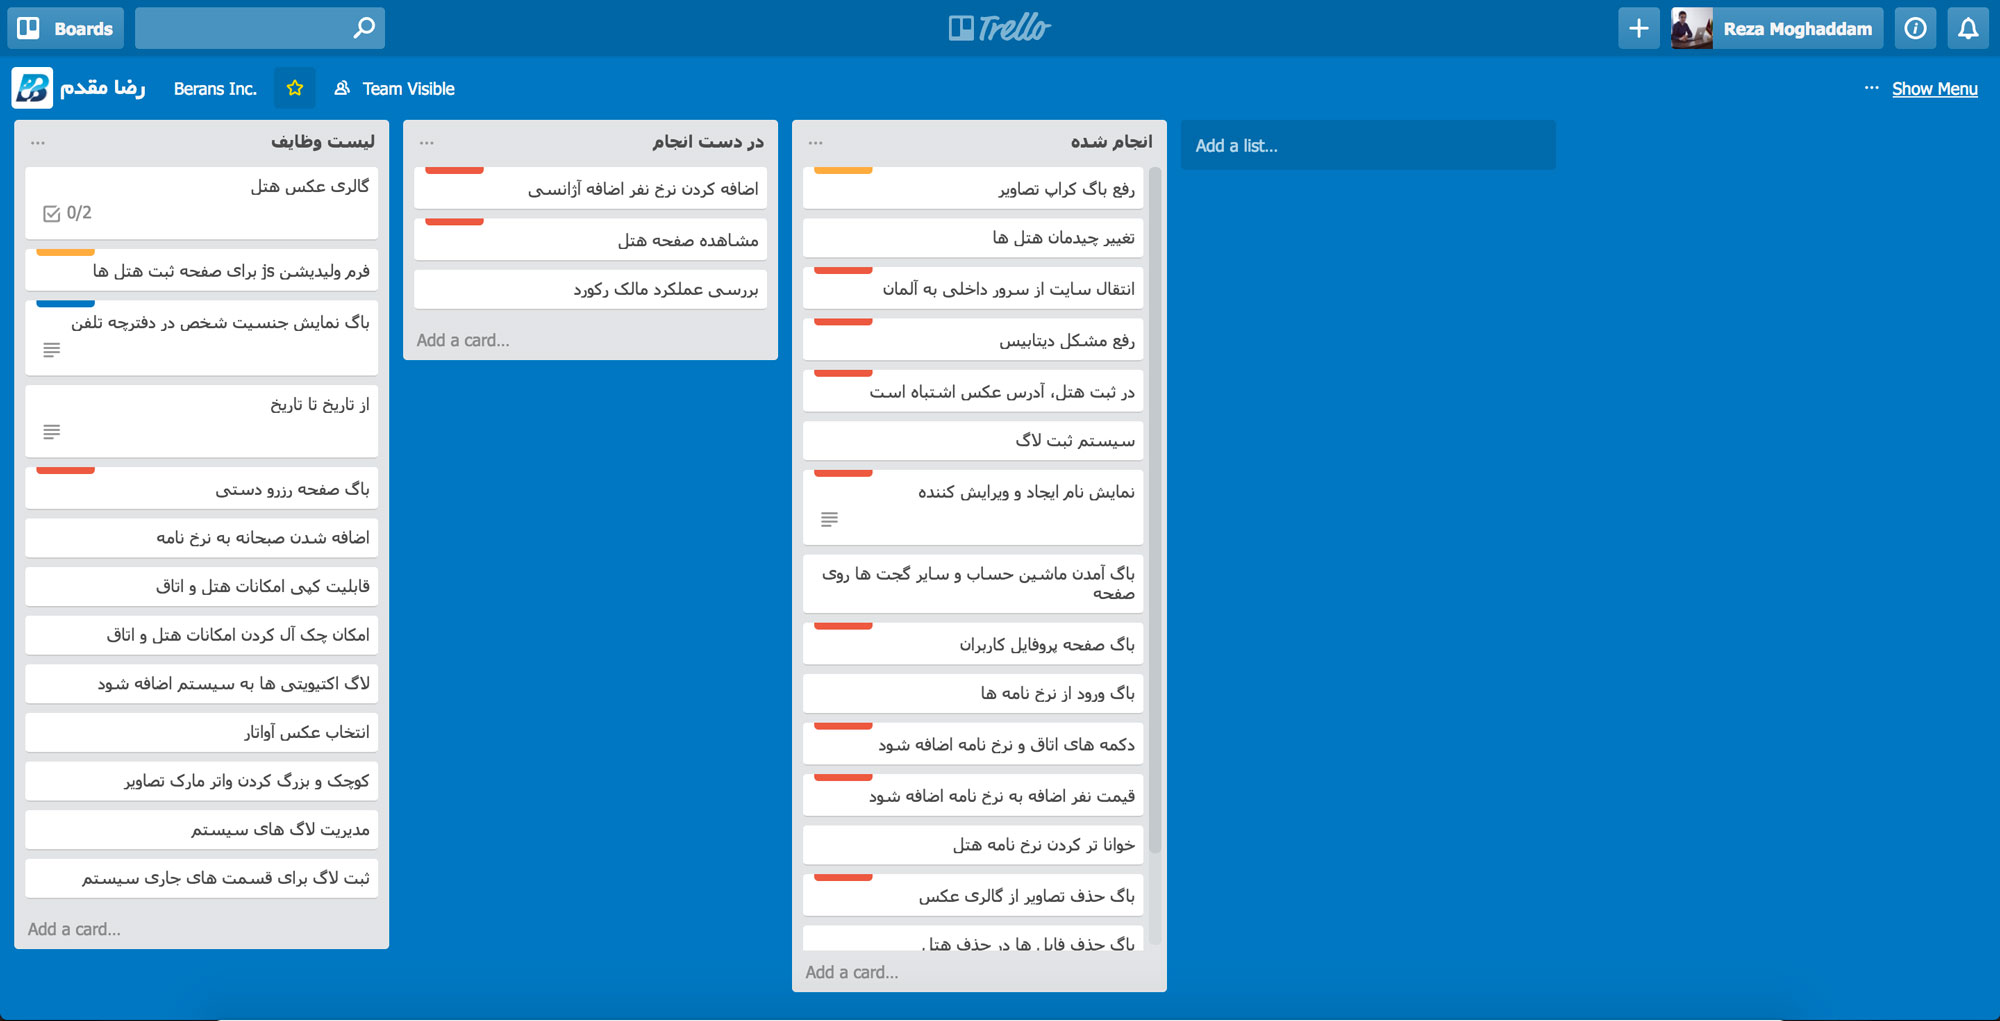 Boards
Trello
Reza Moghaddam
رضا مقدم
Berans Inc.
Team Visible
Show Menu
لیست وظایف
گالری عکس هتل
0/2
فرم ولیدیشن js برای صفحه ثبت هتل ها
باگ نمایش جنسیت شخص در دفترچه تلفن
از تاریخ تا تاریخ
باگ صفحه رزرو دستی
اضافه شدن صبحانه به نرخ نامه
قابلیت کپی امکانات هتل و اتاق
امکان چک آل کردن امکانات هتل و اتاق
لاگ اکتیویتی ها به سیستم اضافه شود
انتخاب عکس آواتار
کوچک و بزرگ کردن واتر مارک تصاویر
مدیریت لاگ های سیستم
ثبت لاگ برای قسمت های جاری سیستم
Add a card...
در دست انجام
اضافه کردن نرخ نفر اضافه آژانسی
مشاهده صفحه هتل
بررسی عملکرد مالک رکورد
Add a card...
انجام شده
رفع باگ کراپ تصاویر
تغییر چیدمان هتل ها
انتقال سایت از سرور داخلی به آلمان
رفع مشکل دیتابیس
در ثبت هتل، آدرس عکس اشتباه است
سیستم ثبت لاگ
نمایش نام ایجاد و ویرایش کننده
باگ آمدن ماشین حساب و سایر گجت ها روی
صفحه
باگ صفحه پروفایل کاربران
باگ ورود از نرخ نامه ها
دکمه های اتاق و نرخ نامه اضافه شود
قیمت نفر اضافه به نرخ نامه اضافه شود
خوانا تر کردن نرخ نامه هتل
باگ حذف تصاویر از گالری عکس
باگ حذف فایل ها در حذف هتل
Add a card...
Add a list...